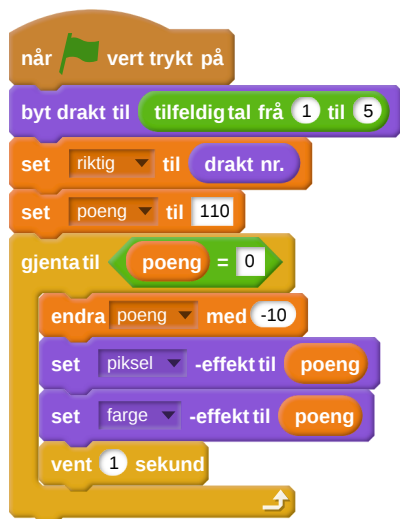 når vert trykt på
byt drakt til tilfeldig tal frå 1 til 5
set riktig til drakt nr.
set poeng til 110
gjenta til poeng = 0
endra poeng med -10
set piksel -effekt til poeng
set farge -effekt til poeng
vent 1 sekund